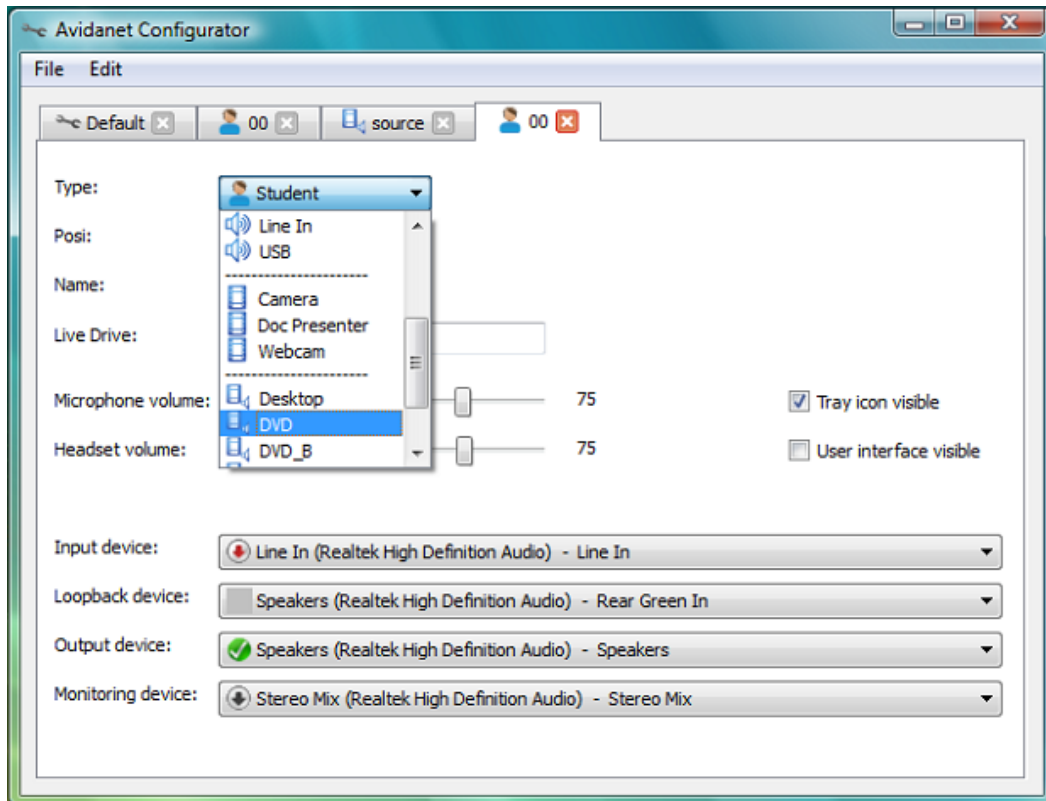 Avidanet Configurator
File Edit
Default 00 source 00
Type: Student
Line In
Posi:
USB
----------------------
Name:
Camera
Doc Presenter
Live Drive:
Webcam
----------------------
Microphone volume: Desktop 75 Tray icon visible
DVD
Headset volume: DVD_B 75 User interface visible
Input device: Line In (Realtek High Definition Audio) - Line In
Loopback device: Speakers (Realtek High Definition Audio) - Rear Green In
Output device: Speakers (Realtek High Definition Audio) - Speakers
Monitoring device: Stereo Mix (Realtek High Definition Audio) - Stereo Mix